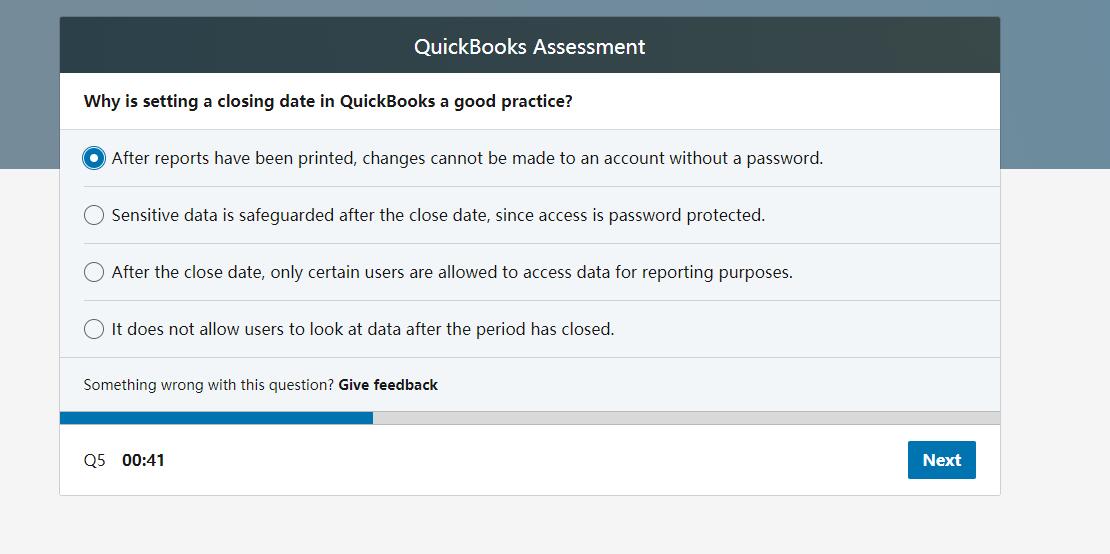 QuickBooks Assessment
Why is setting a closing date in QuickBooks a good practice?
After reports have been printed, changes cannot be made to an account without a password.
Sensitive data is safeguarded after the close date, since access is password protected.
After the close date, only certain users are allowed to access data for reporting purposes.
It does not allow users to look at data after the period has closed.
Something wrong with this question? Give feedback
Q5 00:41 Next